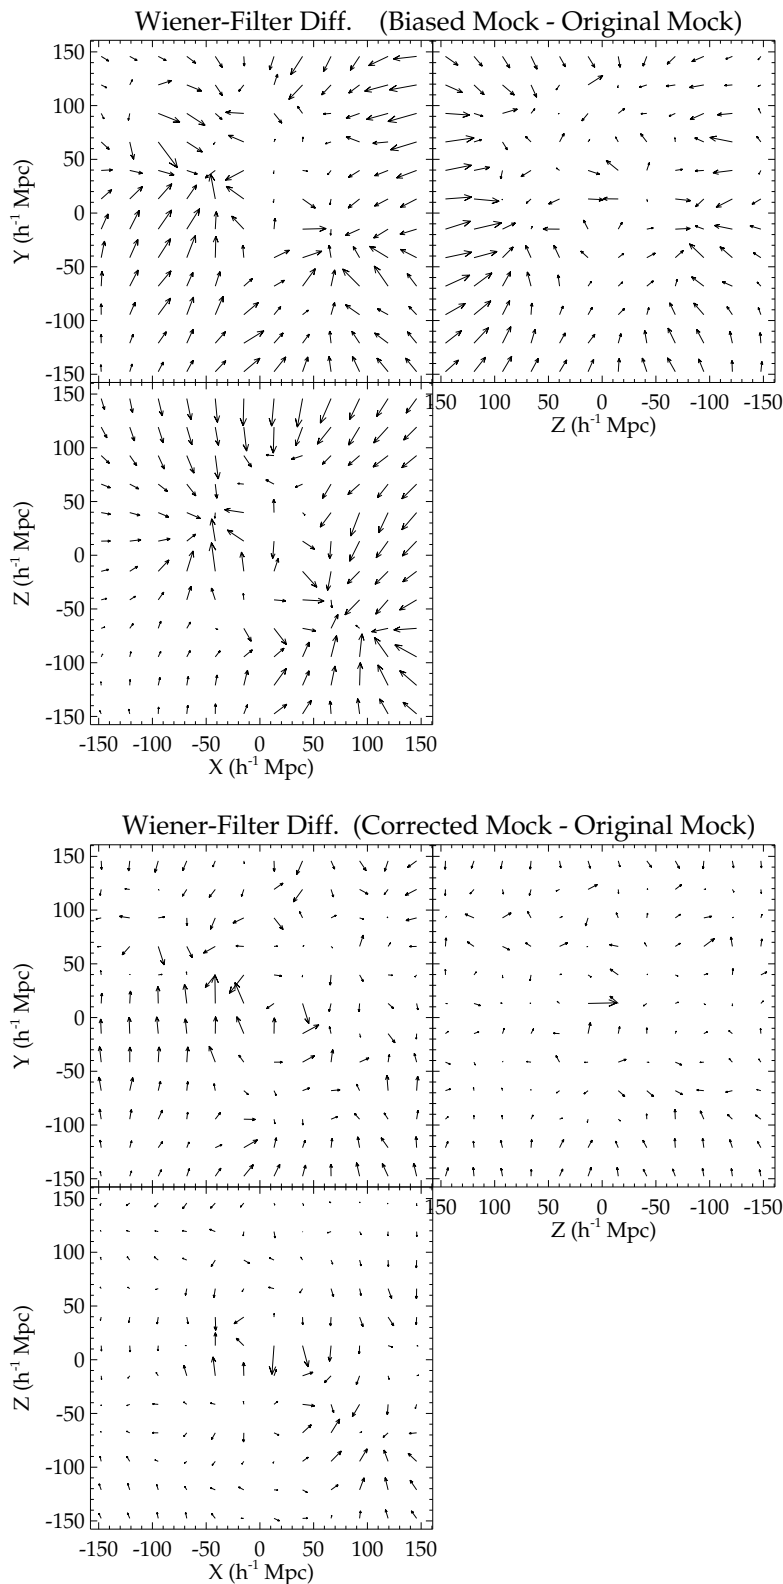 Wiener-Filter Diff. (Biased Mock - Original Mock)
150
100
50
0
-50
-100
-150
Y (h⁻¹ Mpc)
150 100 50 0 -50 -100 -150
Z (h⁻¹ Mpc)
150
100
50
0
-50
-100
-150
Z (h⁻¹ Mpc)
-150 -100 -50 0 50 100 150
X (h⁻¹ Mpc)
Wiener-Filter Diff. (Corrected Mock - Original Mock)
150
100
50
0
-50
-100
-150
Y (h⁻¹ Mpc)
150 100 50 0 -50 -100 -150
Z (h⁻¹ Mpc)
150
100
50
0
-50
-100
-150
Z (h⁻¹ Mpc)
-150 -100 -50 0 50 100 150
X (h⁻¹ Mpc)